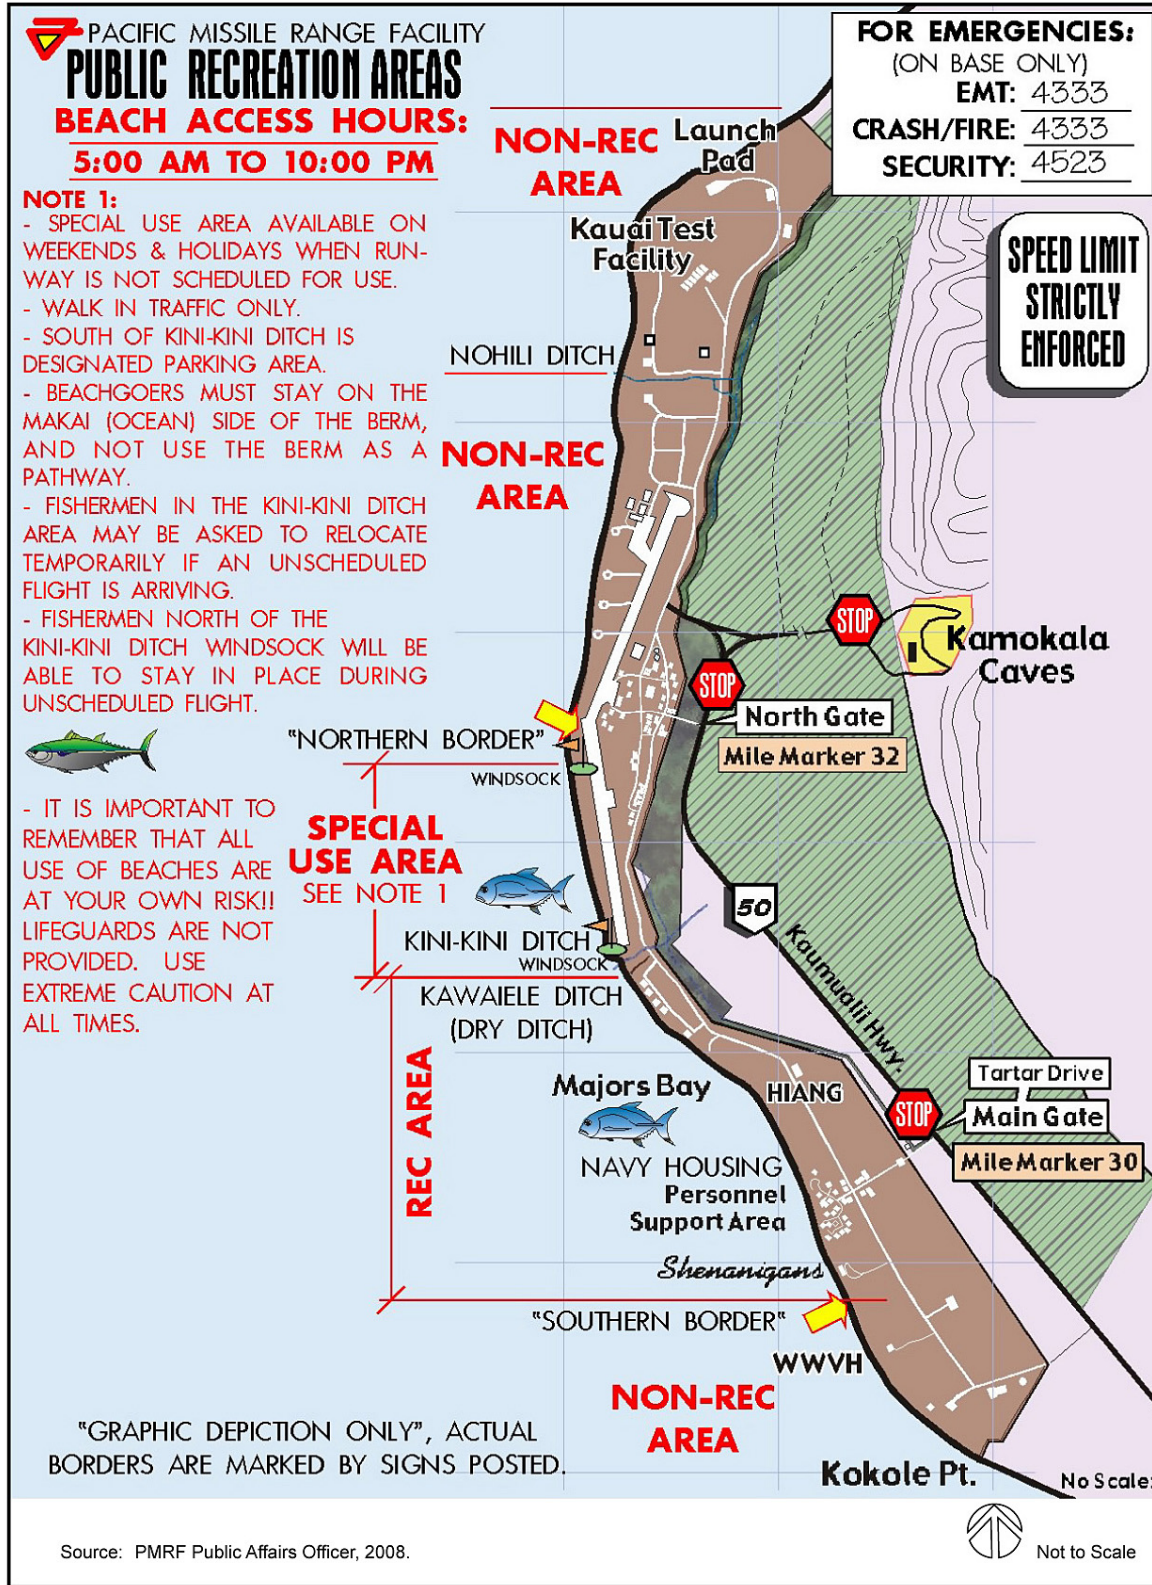 PACIFIC MISSILE RANGE FACILITY
PUBLIC RECREATION AREAS
BEACH ACCESS HOURS:
5:00 AM TO 10:00 PM
NOTE 1:
- SPECIAL USE AREA AVAILABLE ON
WEEKENDS & HOLIDAYS WHEN RUN-
WAY IS NOT SCHEDULED FOR USE.
- WALK IN TRAFFIC ONLY.
- SOUTH OF KINI-KINI DITCH IS
DESIGNATED PARKING AREA.
- BEACHGOERS MUST STAY ON THE
MAKAI (OCEAN) SIDE OF THE BERM,
AND NOT USE THE BERM AS A
PATHWAY.
- FISHERMEN IN THE KINI-KINI DITCH
AREA MAY BE ASKED TO RELOCATE
TEMPORARILY IF AN UNSCHEDULED
FLIGHT IS ARRIVING.
- FISHERMEN NORTH OF THE
KINI-KINI DITCH WINDSOCK WILL BE
ABLE TO STAY IN PLACE DURING
UNSCHEDULED FLIGHT.
- IT IS IMPORTANT TO
REMEMBER THAT ALL
USE OF BEACHES ARE
AT YOUR OWN RISK!!
LIFEGUARDS ARE NOT
PROVIDED. USE
EXTREME CAUTION AT
ALL TIMES.
FOR EMERGENCIES:
(ON BASE ONLY)
EMT: 4333
CRASH/FIRE: 4333
SECURITY: 4523
SPEED LIMIT
STRICTLY
ENFORCED
NON-REC
AREA
Launch
Pad
Kauai Test
Facility
NOHILI DITCH
NON-REC
AREA
STOP
Kamokala
Caves
STOP
North Gate
Mile Marker 32
"NORTHERN BORDER"
WINDSOCK
SPECIAL
USE AREA
SEE NOTE 1
50
Kaumualii Hwy.
KINI-KINI DITCH
WINDSOCK
KAWAIELE DITCH
(DRY DITCH)
REC AREA
Majors Bay
HIANG
STOP
Tartar Drive
Main Gate
Mile Marker 30
NAVY HOUSING
Personnel
Support Area
Shenanigans
"SOUTHERN BORDER"
WWVH
NON-REC
AREA
Kokole Pt.
"GRAPHIC DEPICTION ONLY", ACTUAL
BORDERS ARE MARKED BY SIGNS POSTED.
No Scale:
Source: PMRF Public Affairs Officer, 2008.
Not to Scale